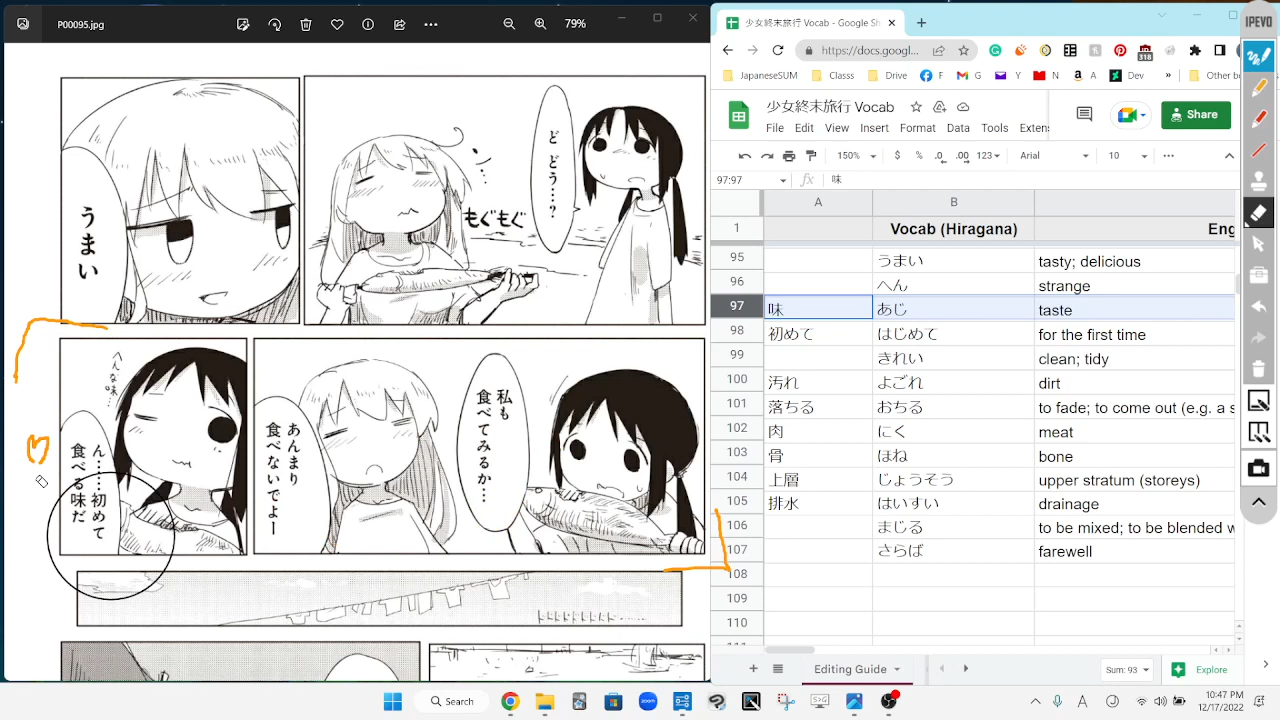 P00095.jpg
79%
少女終末旅行 Vocab - Google Sh
https://docs.googl...
318
JapaneseSUM
Classs
Drive
F
G
Y
N
A
Dev
»
Other b
IPEVO
少女終末旅行 Vocab
File Edit View Insert Format Data Tools Extens
Share
150% $ % .0 .00 123 Arial 10
97:97 fx 味
A B
1 Vocab (Hiragana) Eng
95 うまい tasty; delicious
96 へん strange
97 味 あじ taste
98 初めて はじめて for the first time
99 きれい clean; tidy
100 汚れ よごれ dirt
101 落ちる おちる to fade; to come out (e.g. a s
102 肉 にく meat
103 骨 ほね bone
104 上層 じょうそう upper stratum (storeys)
105 排水 はいすい drainage
106 まじる to be mixed; to be blended w
107 さらば farewell
108
109
110
Editing Guide
Sum: 93
Explore
ど どう…?
もぐもぐ
うまい
私も
食べてみるか…
あんまり
食べないでよー
へんな味…
ん……初めて
食べる味だ
Search
zoom
A
10:47 PM
12/17/2022